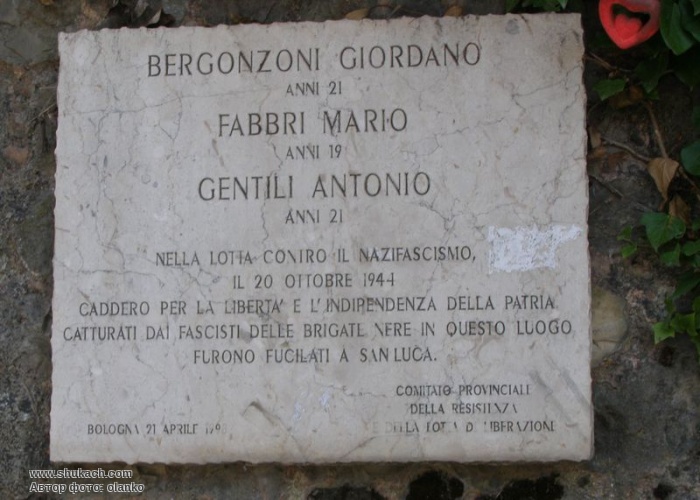 BERGONZONI GIORDANO
ANNI 21
FABBRI MARIO
ANNI 19
GENTILI ANTONIO
ANNI 21
NELLA LOTTA CONTRO IL NAZIFASCISMO,
IL 20 OTTOBRE 1944
CADDERO PER LA LIBERTA' E L'INDIPENDENZA DELLA PATRIA
CATTURATI DAI FASCISTI DELLE BRIGATE NERE IN QUESTO LUOGO
FURONO FUCILATI A SAN LUCA.
COMITATO PROVINCIALE
DELLA RESISTENZA
E DELLA LOTTA DI LIBERAZIONE
BOLOGNA 21 APRILE
www.shukach.com
Автор фото: olanko